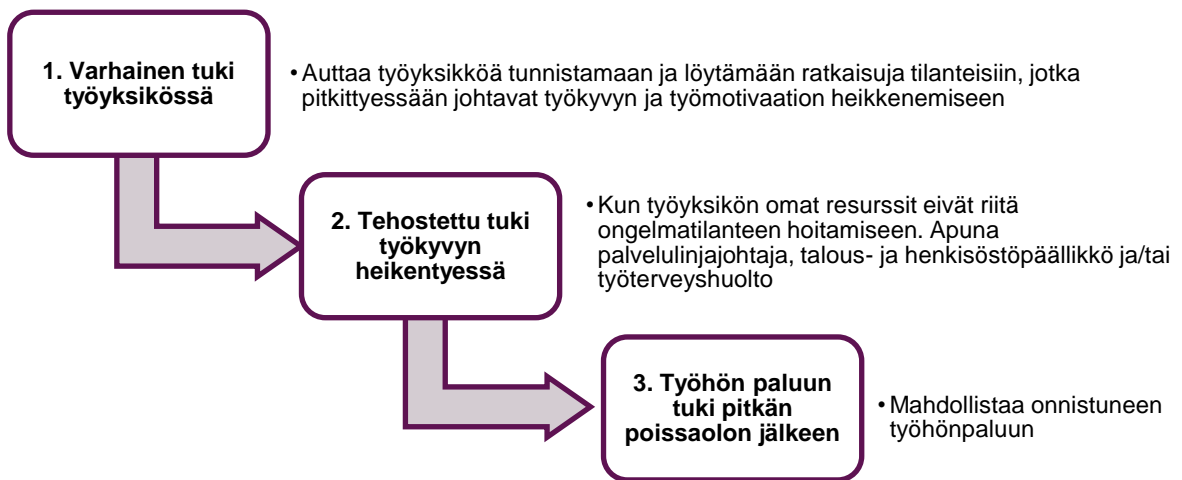 1. Varhainen tuki
työyksikössä
• Auttaa työyksikköä tunnistamaan ja löytämään ratkaisuja tilanteisiin, jotka
pitkittyessään johtavat työkyvyn ja työmotivaation heikkenemiseen
2. Tehostettu tuki
työkyvyn
heikentyessä
• Kun työyksikön omat resurssit eivät riitä
ongelmatilanteen hoitamiseen. Apuna
palvelulinjajohtaja, talous- ja henkisöstöpäällikkö ja/tai
työterveyshuolto
3. Työhön paluun
tuki pitkän
poissaolon jälkeen
• Mahdollistaa onnistuneen
työhönpaluun